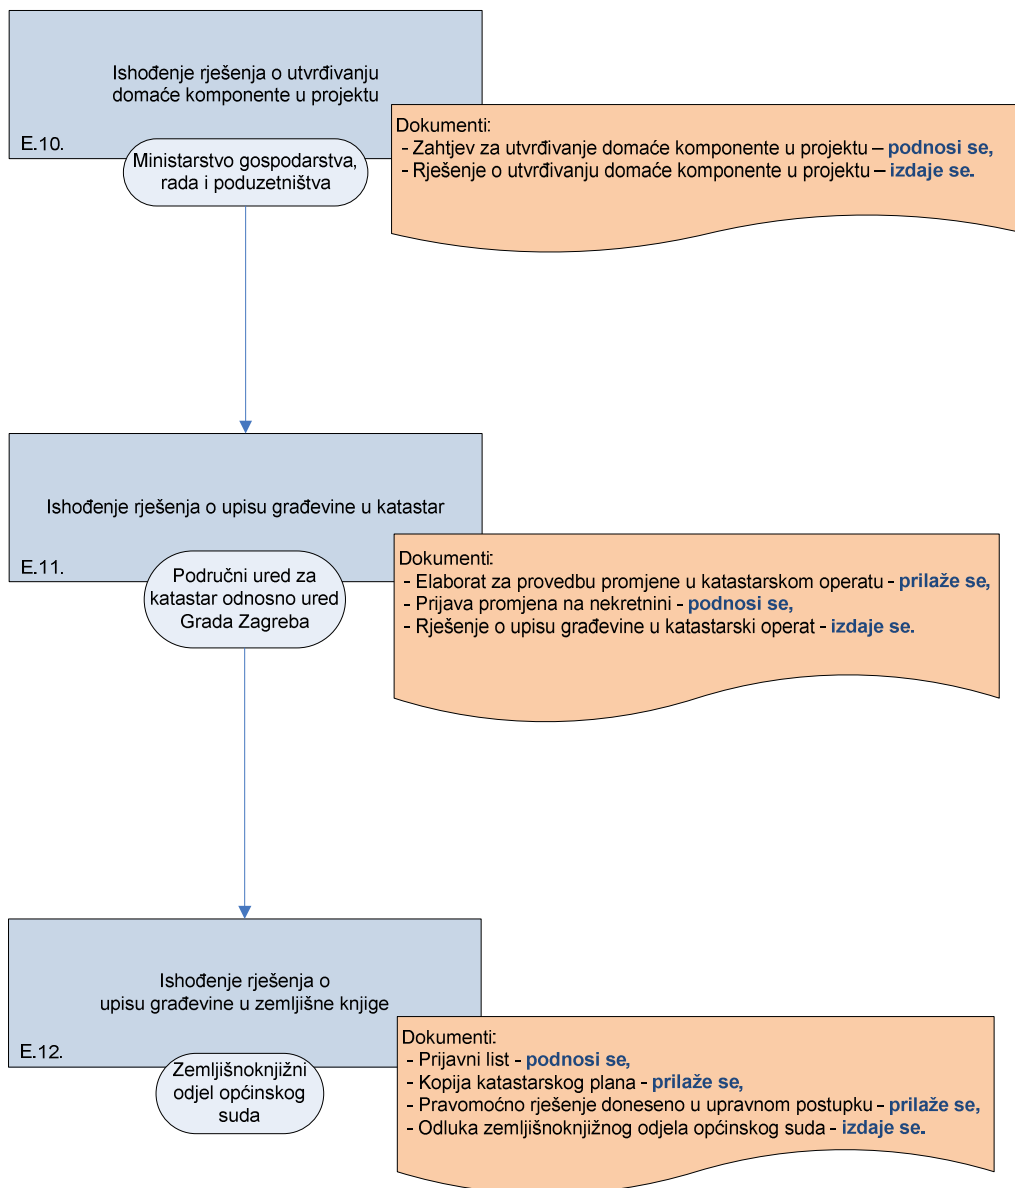 Ishođenje rješenja o utvrđivanju
domaće komponente u projektu
E.10.
Ministarstvo gospodarstva,
rada i poduzetništva
Dokumenti:
- Zahtjev za utvrđivanje domaće komponente u projektu – podnosi se,
- Rješenje o utvrđivanju domaće komponente u projektu – izdaje se.
Ishođenje rješenja o upisu građevine u katastar
E.11.
Područni ured za
katastar odnosno ured
Grada Zagreba
Dokumenti:
- Elaborat za provedbu promjene u katastarskom operatu - prilaže se,
- Prijava promjena na nekretnini - podnosi se,
- Rješenje o upisu građevine u katastarski operat - izdaje se.
Ishođenje rješenja o
upisu građevine u zemljišne knjige
E.12.
Zemljišnoknjižni
odjel općinskog
suda
Dokumenti:
- Prijavni list - podnosi se,
- Kopija katastarskog plana - prilaže se,
- Pravomoćno rješenje doneseno u upravnom postupku - prilaže se,
- Odluka zemljišnoknjižnog odjela općinskog suda - izdaje se.